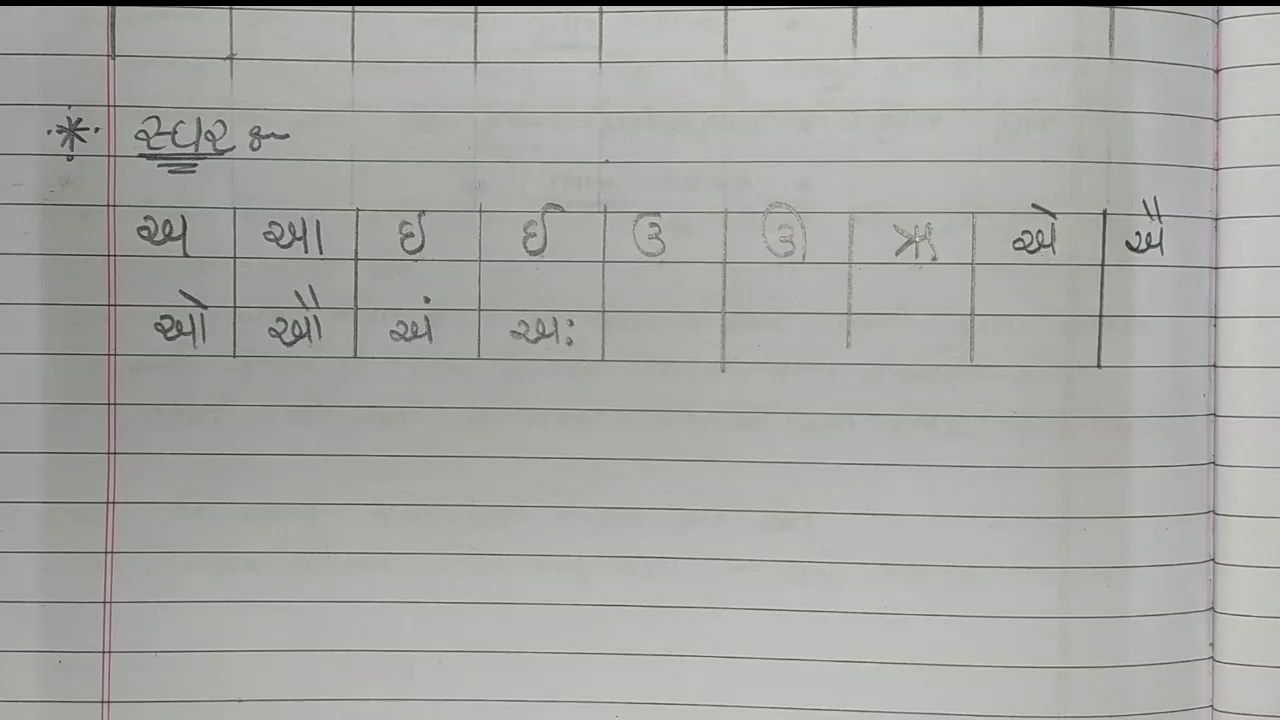 * સ્વર :-
અ આ ઇ ઈ ઉ ઊ ઋ એ ઐ
ઓ ઔ અં અઃ